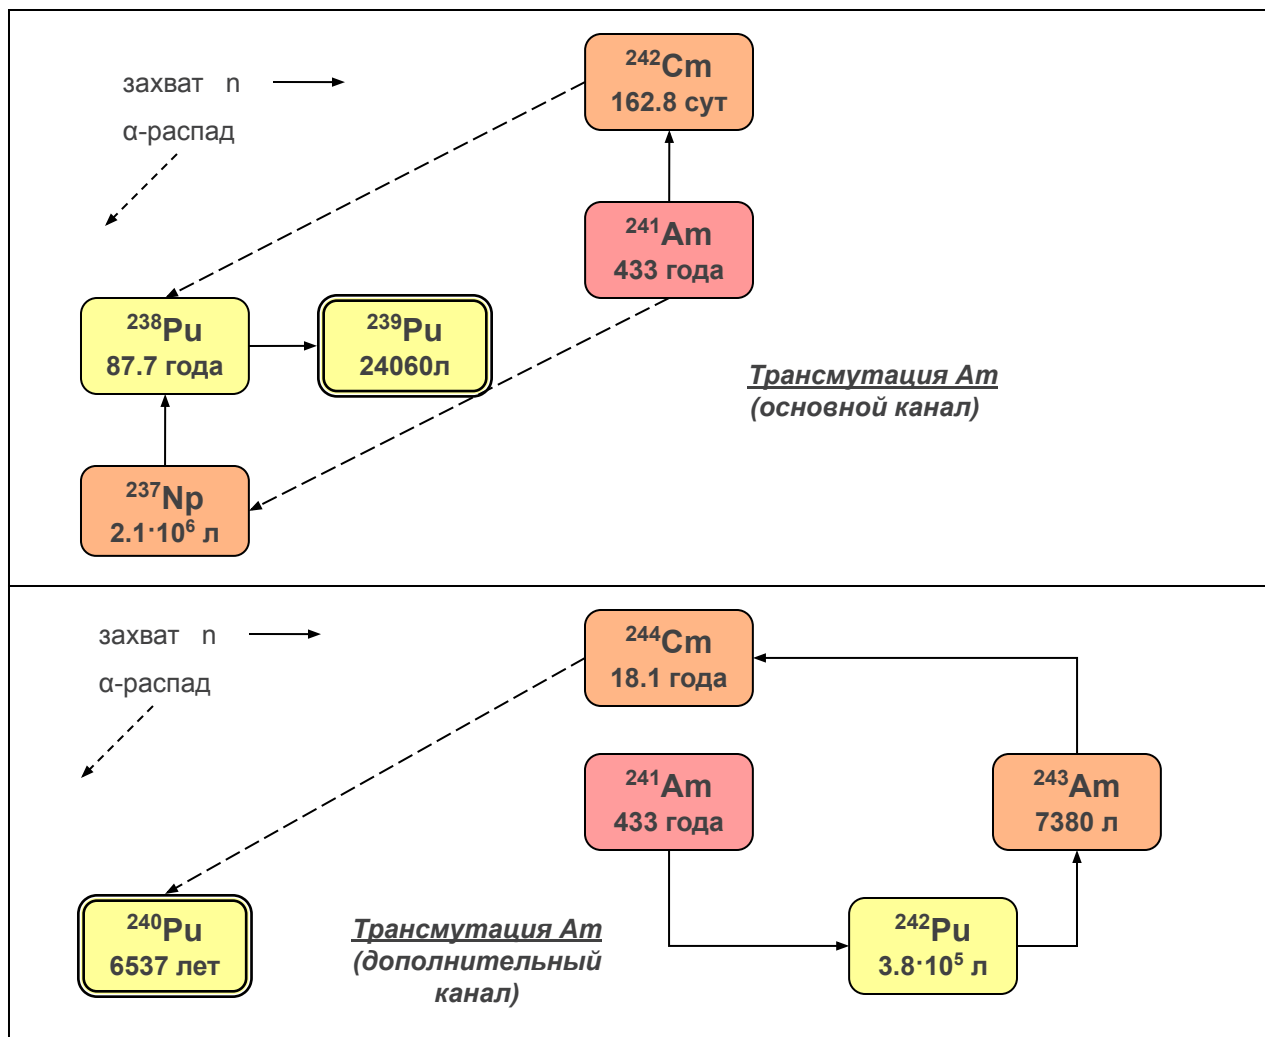 захват n
α-распад
²⁴²Cm
162.8 сут
²⁴¹Am
433 года
²³⁸Pu
87.7 года
²³⁹Pu
24060л
Трансмутация Am
(основной канал)
²³⁷Np
2.1·10⁶ л
захват n
α-распад
²⁴⁴Cm
18.1 года
²⁴¹Am
433 года
²⁴³Am
7380 л
²⁴⁰Pu
6537 лет
Трансмутация Am
(дополнительный
канал)
²⁴²Pu
3.8·10⁵ л